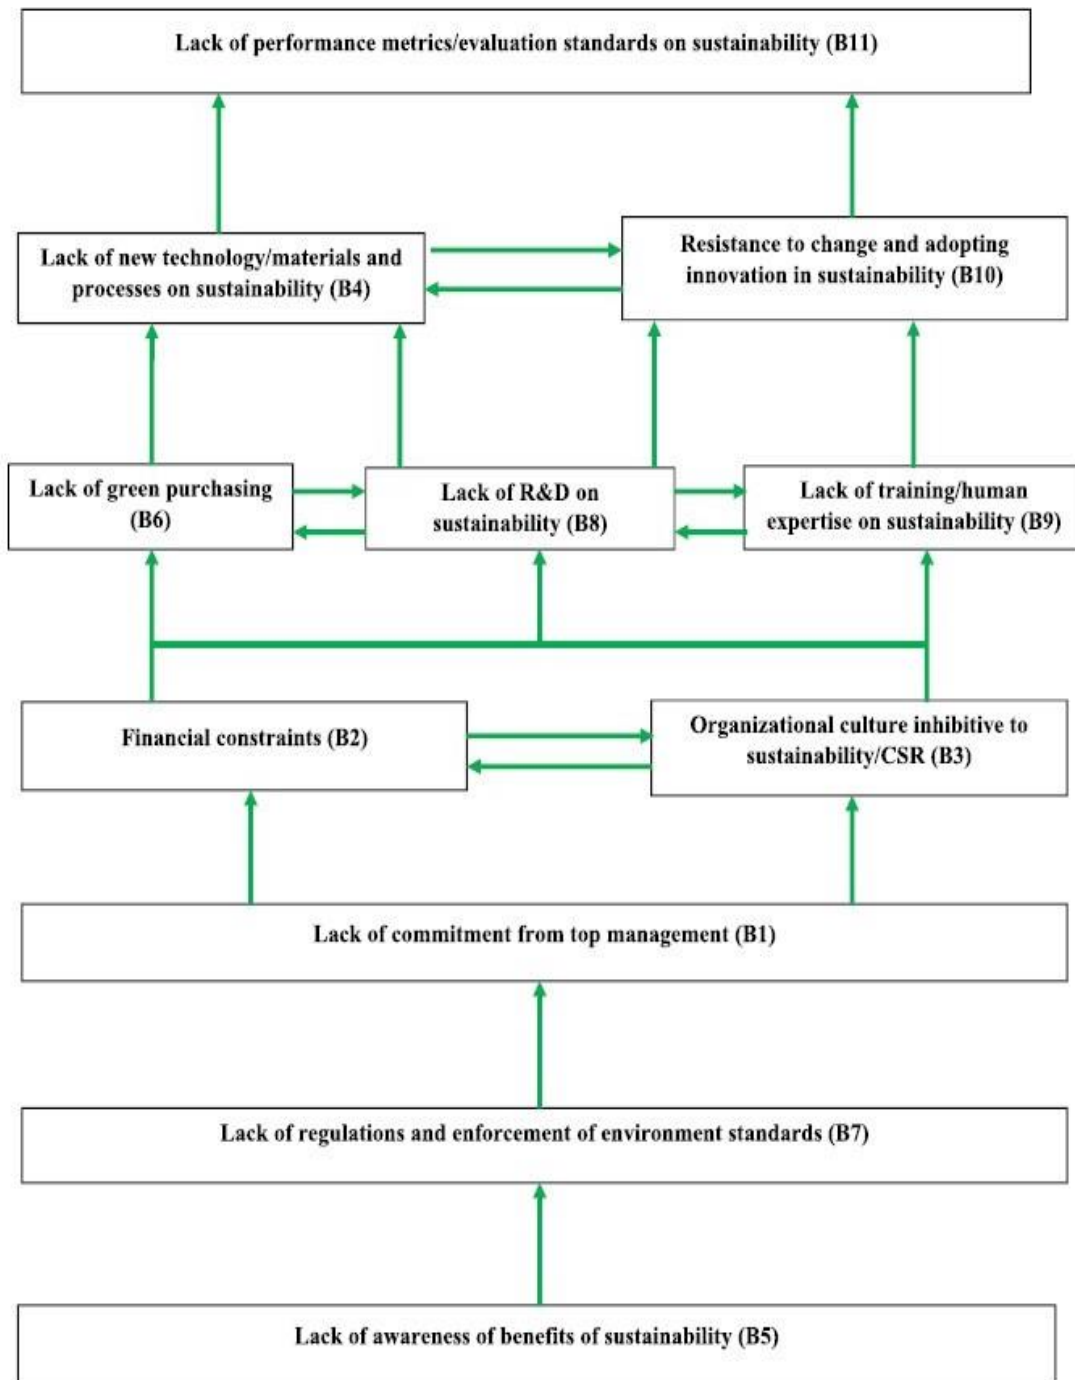 Lack of performance metrics/evaluation standards on sustainability (B11)
Lack of new technology/materials and
processes on sustainability (B4)
Resistance to change and adopting
innovation in sustainability (B10)
Lack of green purchasing
(B6)
Lack of R&D on
sustainability (B8)
Lack of training/human
expertise on sustainability (B9)
Financial constraints (B2)
Organizational culture inhibitive to
sustainability/CSR (B3)
Lack of commitment from top management (B1)
Lack of regulations and enforcement of environment standards (B7)
Lack of awareness of benefits of sustainability (B5)